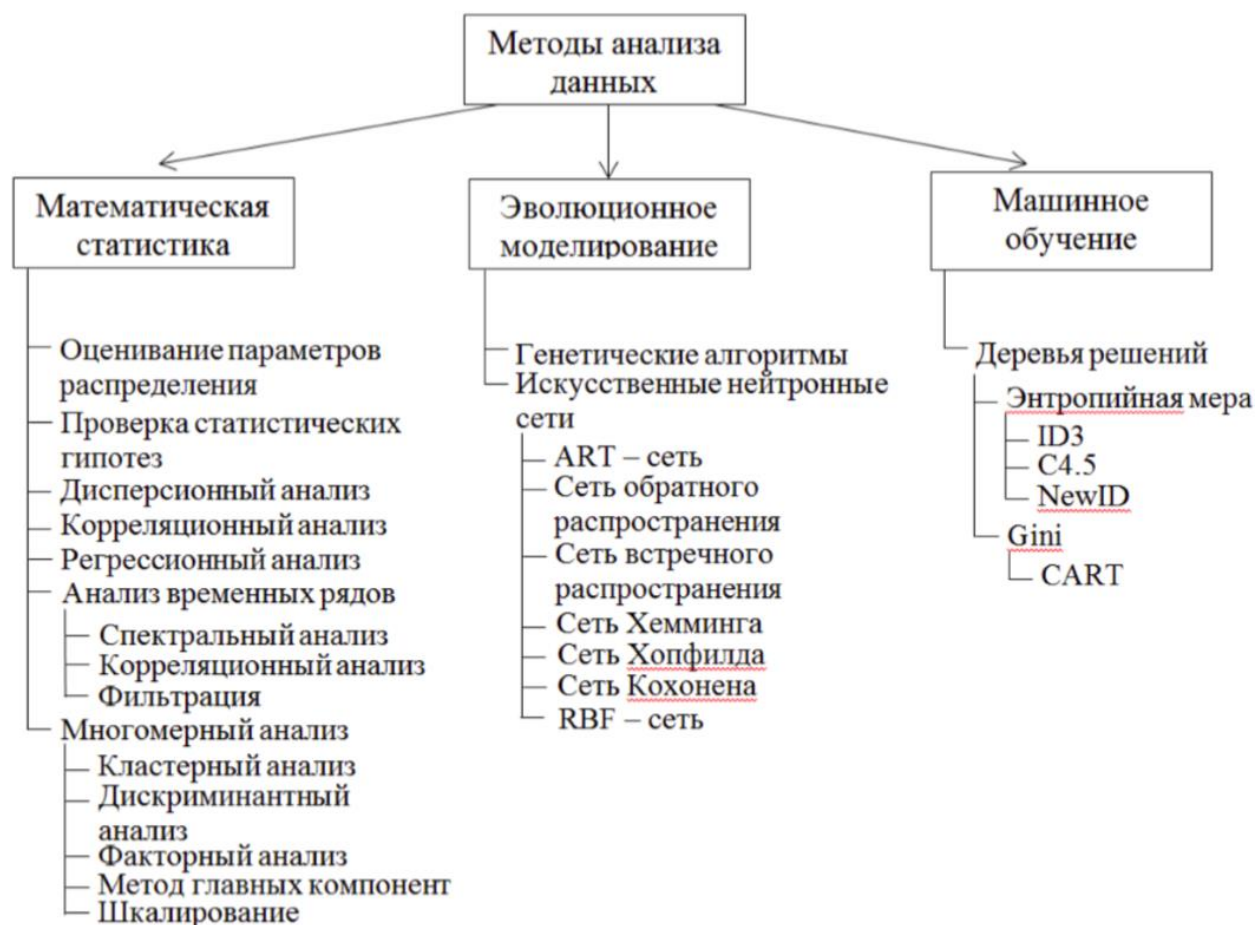 Методы анализа
данных
Математическая
статистика
Оценивание параметров
распределения
Проверка статистических
гипотез
Дисперсионный анализ
Корреляционный анализ
Регрессионный анализ
Анализ временных рядов
Спектральный анализ
Корреляционный анализ
Фильтрация
Многомерный анализ
Кластерный анализ
Дискриминантный
анализ
Факторный анализ
Метод главных компонент
Шкалирование
Эволюционное
моделирование
Генетические алгоритмы
Искусственные нейтронные
сети
ART – сеть
Сеть обратного
распространения
Сеть встречного
распространения
Сеть Хемминга
Сеть Хопфилда
Сеть Кохонена
RBF – сеть
Машинное
обучение
Деревья решений
Энтропийная мера
ID3
C4.5
NewID
Gini
CART